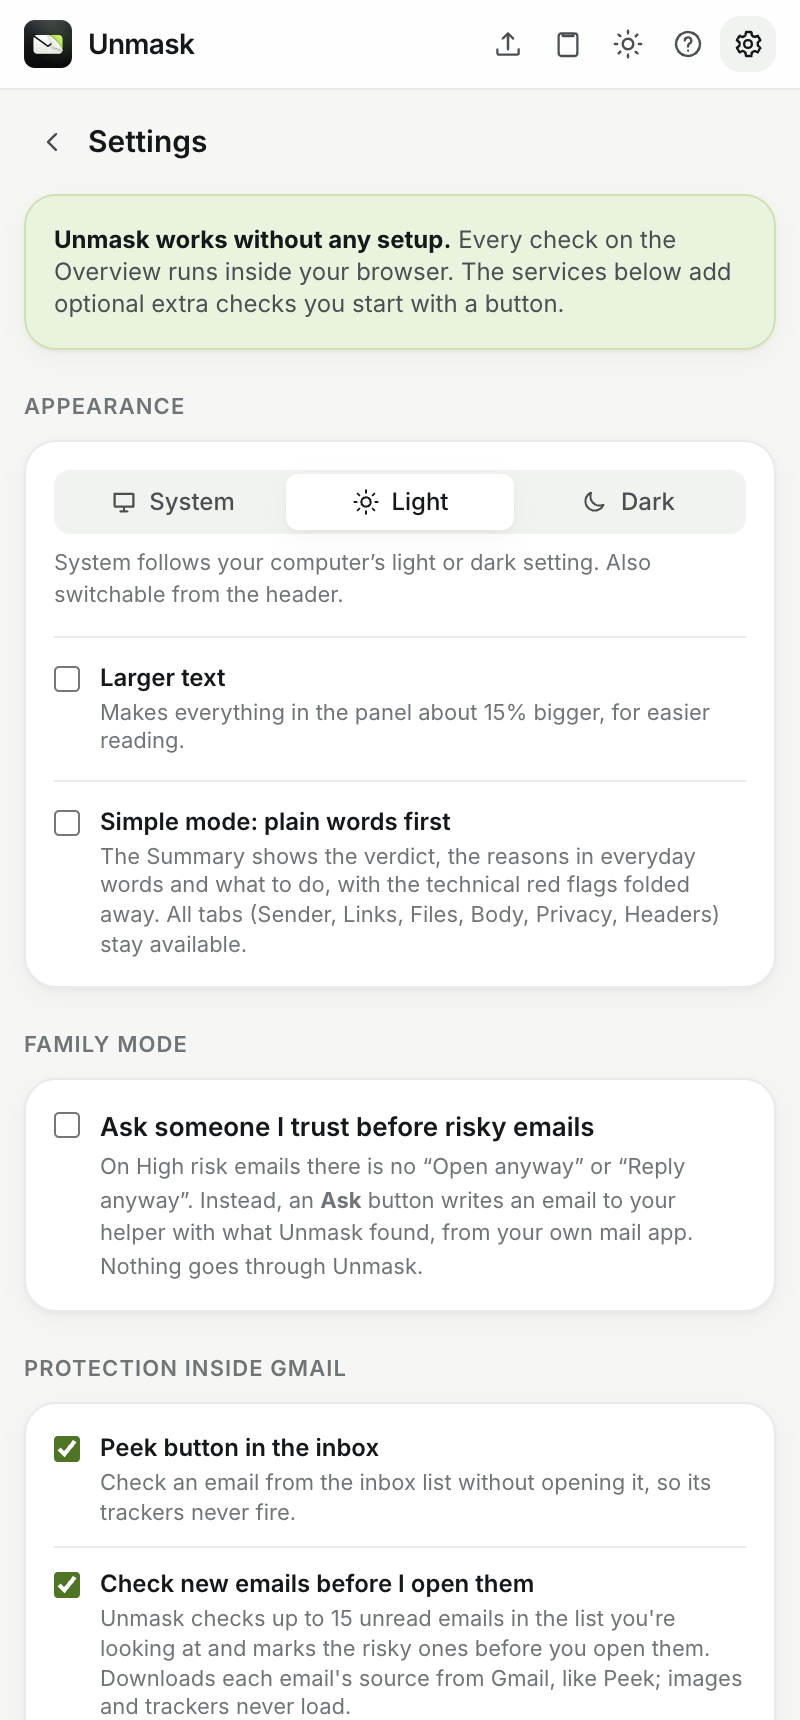 Unmask
Settings
Unmask works without any setup. Every check on the
Overview runs inside your browser. The services below add
optional extra checks you start with a button.
APPEARANCE
System
Light
Dark
System follows your computer’s light or dark setting. Also
switchable from the header.
Larger text
Makes everything in the panel about 15% bigger, for easier
reading.
Simple mode: plain words first
The Summary shows the verdict, the reasons in everyday
words and what to do, with the technical red flags folded
away. All tabs (Sender, Links, Files, Body, Privacy, Headers)
stay available.
FAMILY MODE
Ask someone I trust before risky emails
On High risk emails there is no “Open anyway” or “Reply
anyway”. Instead, an Ask button writes an email to your
helper with what Unmask found, from your own mail app.
Nothing goes through Unmask.
PROTECTION INSIDE GMAIL
Peek button in the inbox
Check an email from the inbox list without opening it, so its
trackers never fire.
Check new emails before I open them
Unmask checks up to 15 unread emails in the list you're
looking at and marks the risky ones before you open them.
Downloads each email's source from Gmail, like Peek; images
and trackers never load.